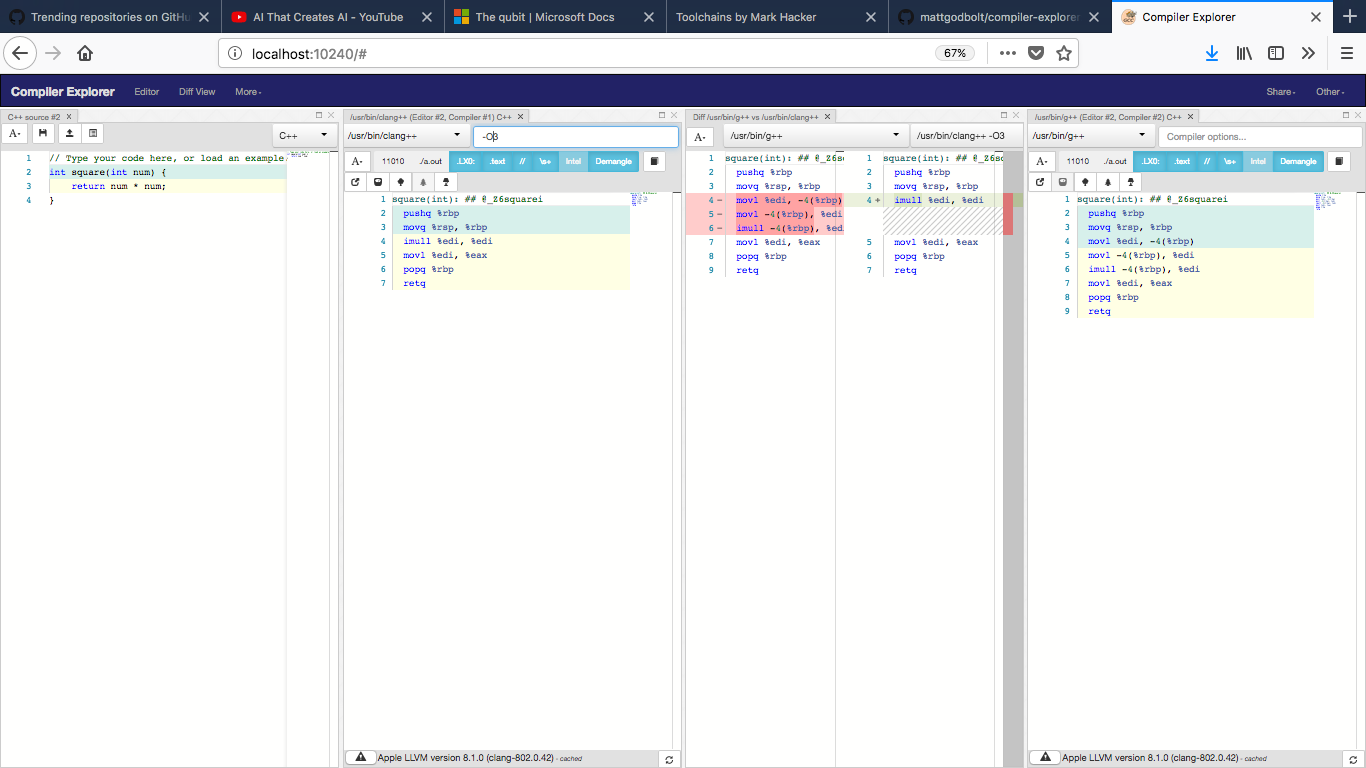 Trending repositories on GitHu
AI That Creates AI - YouTube
The qubit | Microsoft Docs
Toolchains by Mark Hacker
mattgodbolt/compiler-explorer
Compiler Explorer
localhost:10240/#
67%
Compiler Explorer
Editor
Diff View
More
Share
Other
C++ source #2
A
C++
1 // Type your code here, or load an example
2 int square(int num) {
3 return num * num;
4 }
/usr/bin/clang++ (Editor #2, Compiler #1) C++
/usr/bin/clang++
-O3
A
11010
./a.out
.LX0:
.text
//
\s+
Intel
Demangle
1 square(int): ## @_Z6squarei
2 pushq %rbp
3 movq %rsp, %rbp
4 imull %edi, %edi
5 movl %edi, %eax
6 popq %rbp
7 retq
Apple LLVM version 8.1.0 (clang-802.0.42) - cached
Diff /usr/bin/g++ vs /usr/bin/clang++
A
/usr/bin/g++
/usr/bin/clang++ -O3
1 square(int): ## @_Z6s
2 pushq %rbp
3 movq %rsp, %rbp
4 - movl %edi, -4(%rbp)
5 - movl -4(%rbp), %edi
6 - imull -4(%rbp), %ed
7 movl %edi, %eax
8 popq %rbp
9 retq
1 square(int): ## @_Z6s
2 pushq %rbp
3 movq %rsp, %rbp
4 + imull %edi, %edi
5 movl %edi, %eax
6 popq %rbp
7 retq
/usr/bin/g++ (Editor #2, Compiler #2) C++
/usr/bin/g++
Compiler options...
A
11010
./a.out
.LX0:
.text
//
\s+
Intel
Demangle
1 square(int): ## @_Z6squarei
2 pushq %rbp
3 movq %rsp, %rbp
4 movl %edi, -4(%rbp)
5 movl -4(%rbp), %edi
6 imull -4(%rbp), %edi
7 movl %edi, %eax
8 popq %rbp
9 retq
Apple LLVM version 8.1.0 (clang-802.0.42) - cached